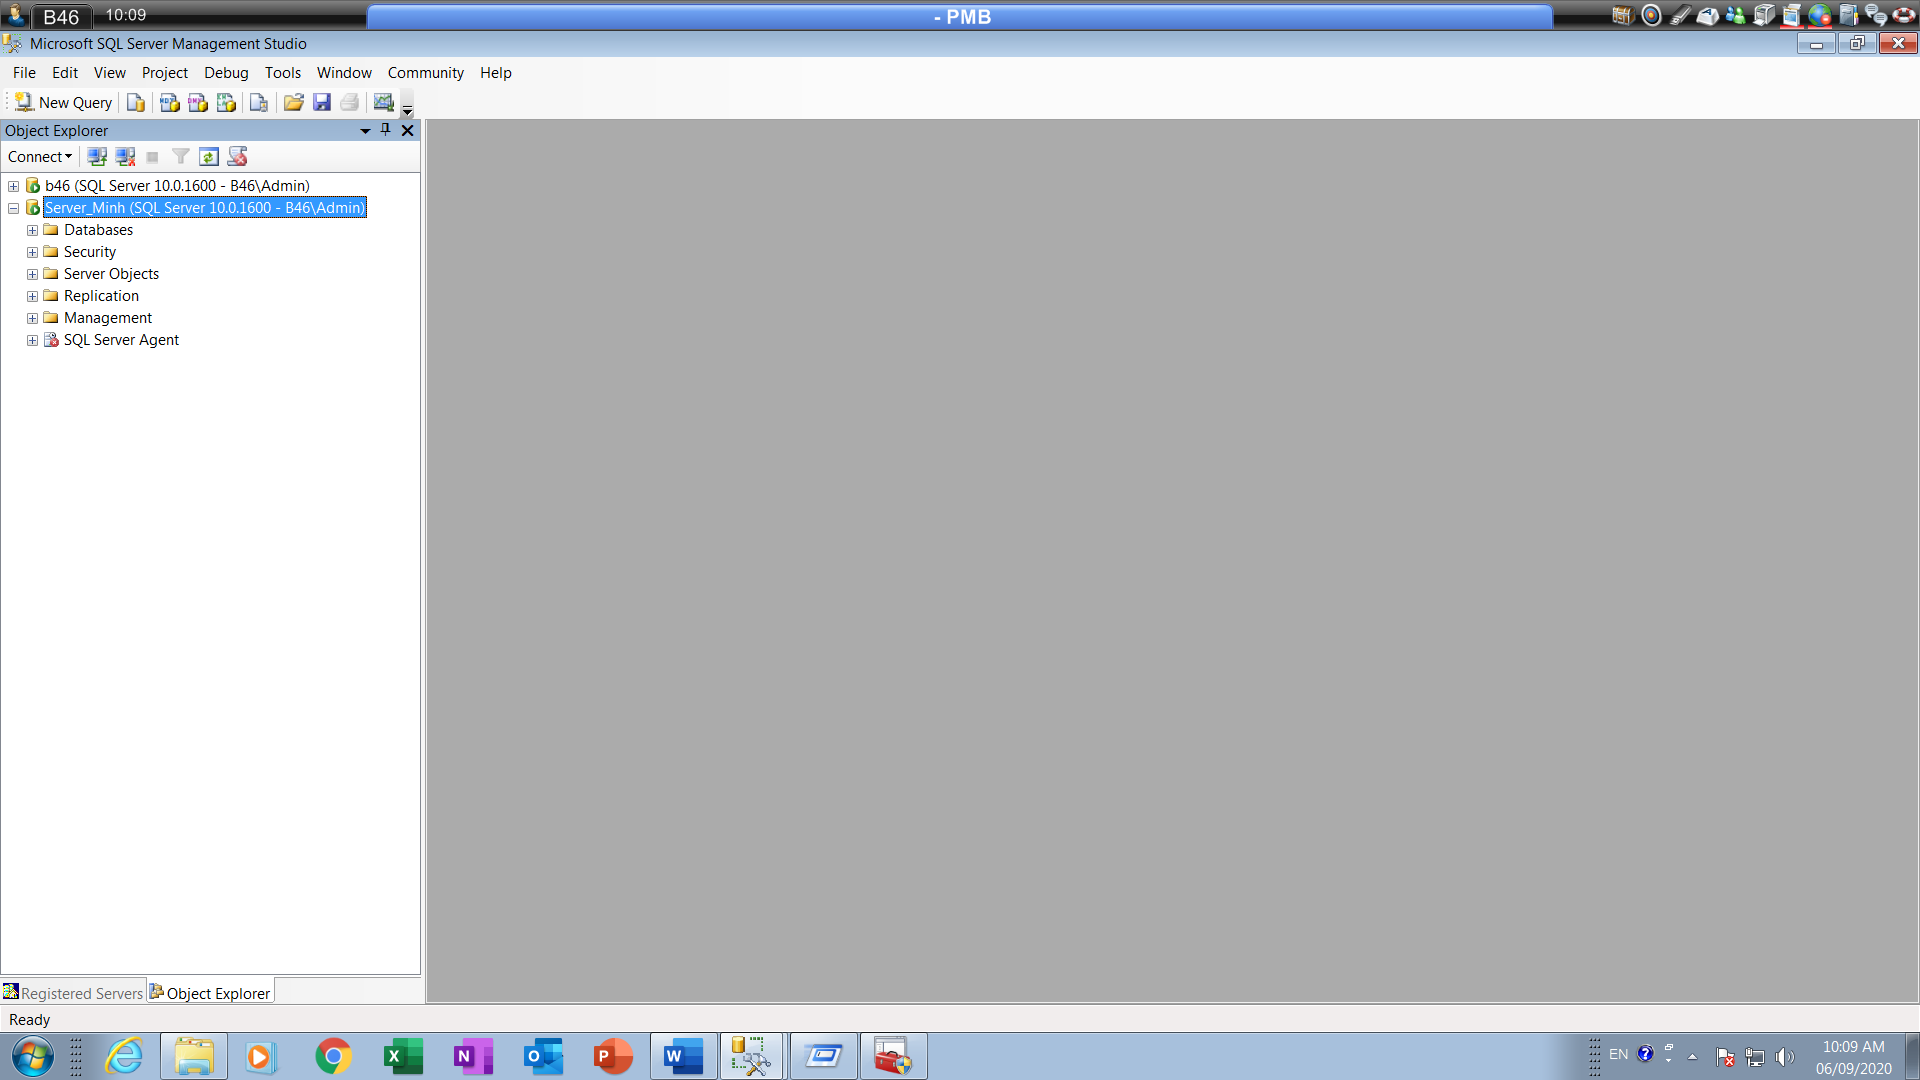 B46 10:09 - PMB
Microsoft SQL Server Management Studio
File Edit View Project Debug Tools Window Community Help
New Query
Object Explorer
Connect
b46 (SQL Server 10.0.1600 - B46\Admin)
Server_Minh (SQL Server 10.0.1600 - B46\Admin)
Databases
Security
Server Objects
Replication
Management
SQL Server Agent
Registered Servers Object Explorer
Ready
EN 10:09 AM
06/09/2020